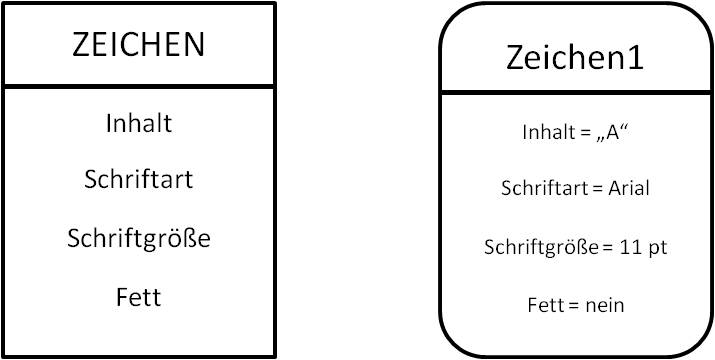 ZEICHEN
Inhalt
Schriftart
Schriftgröße
Fett
Zeichen1
Inhalt = „A“
Schriftart = Arial
Schriftgröße = 11 pt
Fett = nein